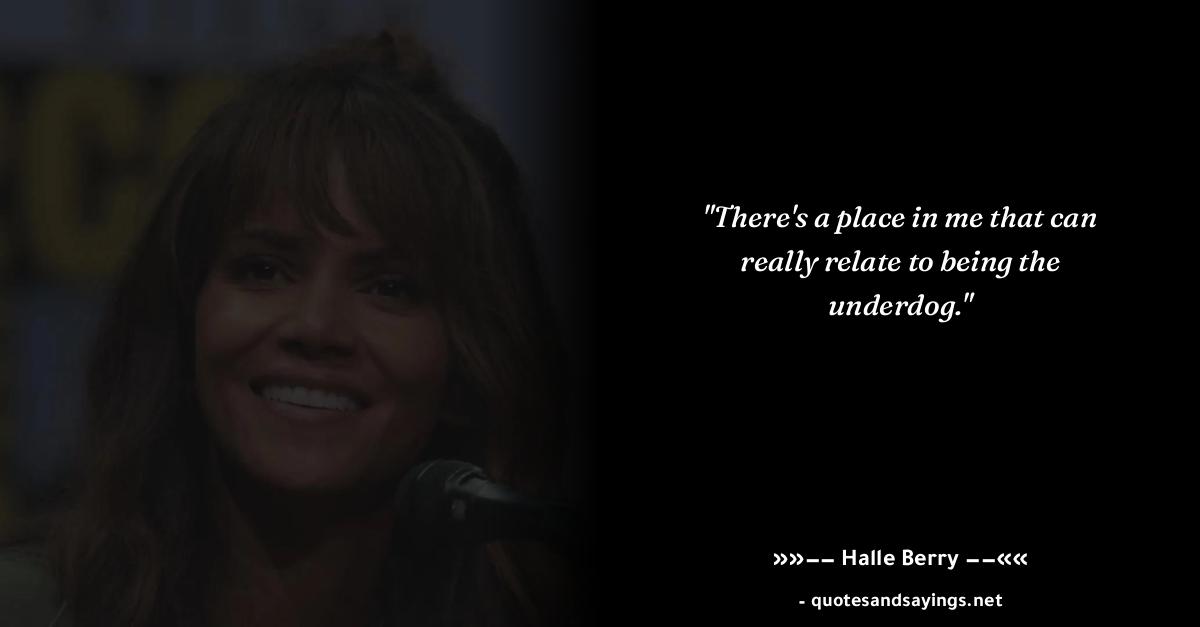 "There's a place in me that can
really relate to being the
underdog."
»»–– Halle Berry ––««
- quotesandsayings.net